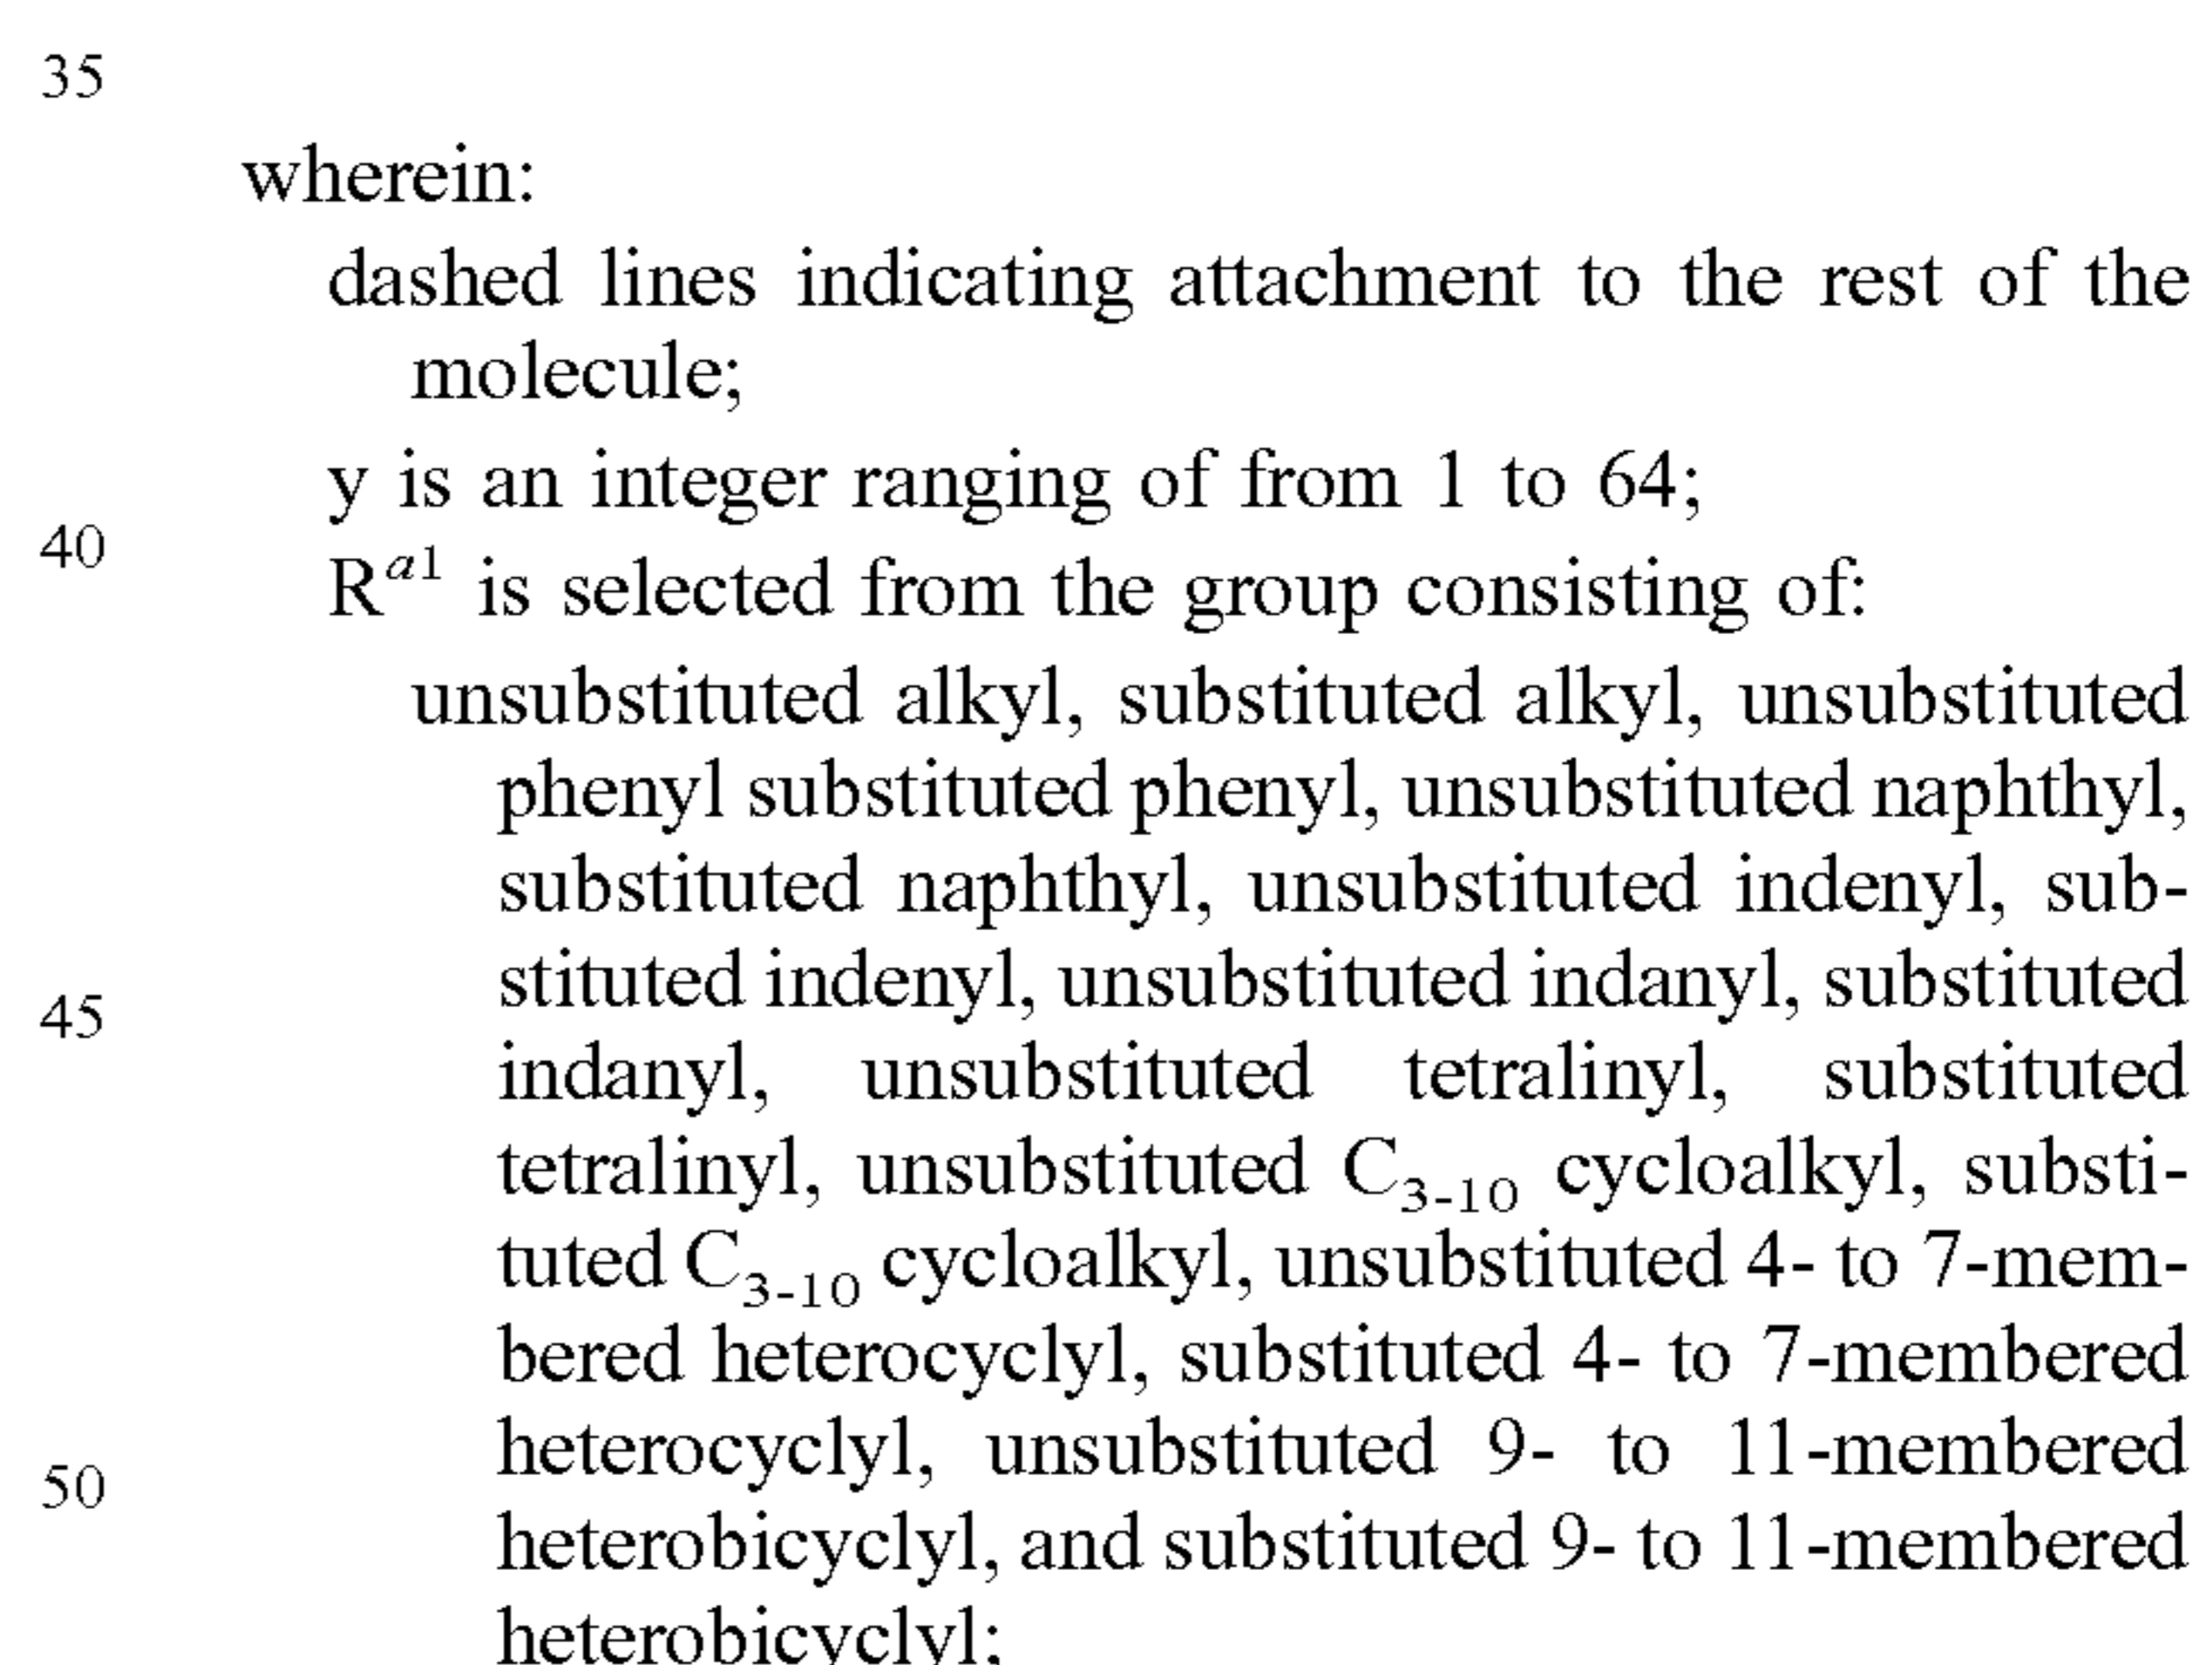 35
wherein:
dashed lines indicating attachment to the rest of the
molecule;
y is an integer ranging of from 1 to 64;
40
R^{a1} is selected from the group consisting of:
unsubstituted alkyl, substituted alkyl, unsubstituted
phenyl substituted phenyl, unsubstituted naphthyl,
substituted naphthyl, unsubstituted indenyl, sub-
stituted indenyl, unsubstituted indanyl, substituted
45
indanyl, unsubstituted tetralinyl, substituted
tetralinyl, unsubstituted C_{3-10} cycloalkyl, substi-
tuted C_{3-10} cycloalkyl, unsubstituted 4- to 7-mem-
bered heterocyclyl, substituted 4- to 7-membered
heterocyclyl, unsubstituted 9- to 11-membered
50
heterobicyclyl, and substituted 9- to 11-membered
heterobicyclyl;